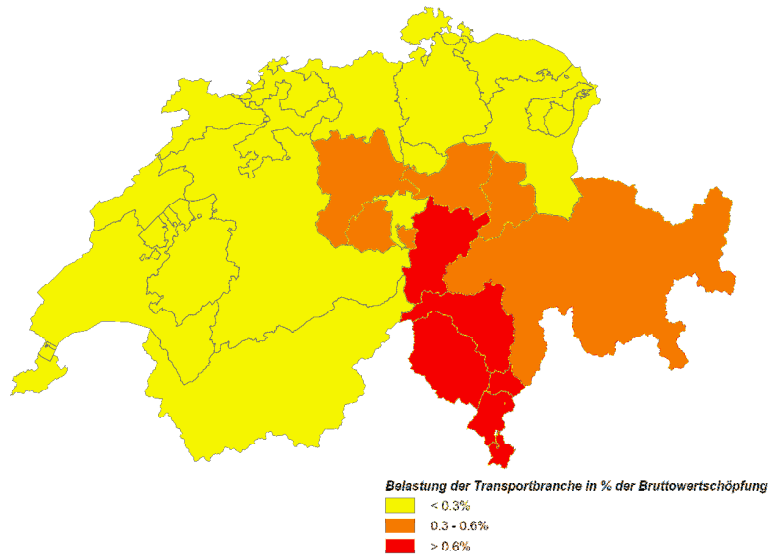 Belastung der Transportbranche in % der Bruttowertschöpfung
< 0.3%
0.3 - 0.6%
> 0.6%